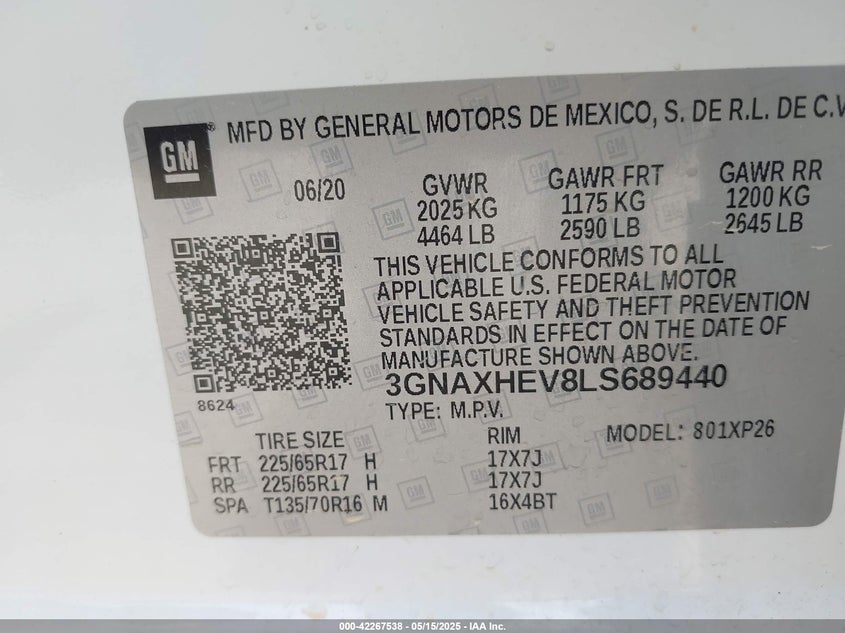 GM ® MFD BY GENERAL MOTORS DE MEXICO, S. DE R.L. DE C.V
06/20 GVWR GAWR FRT GAWR RR
2025 KG 1175 KG 1200 KG
4464 LB 2590 LB 2645 LB
THIS VEHICLE CONFORMS TO ALL
APPLICABLE U.S. FEDERAL MOTOR
VEHICLE SAFETY AND THEFT PREVENTION
STANDARDS IN EFFECT ON THE DATE OF
MANUFACTURE SHOWN ABOVE.
3GNAXHEV8LS689440
8624 TYPE: M.P.V.
TIRE SIZE RIM MODEL: 801XP26
FRT 225/65R17 H 17X7J
RR 225/65R17 H 17X7J
SPA T135/70R16 M 16X4BT
000-42267538 - 05/15/2025 - IAA Inc.